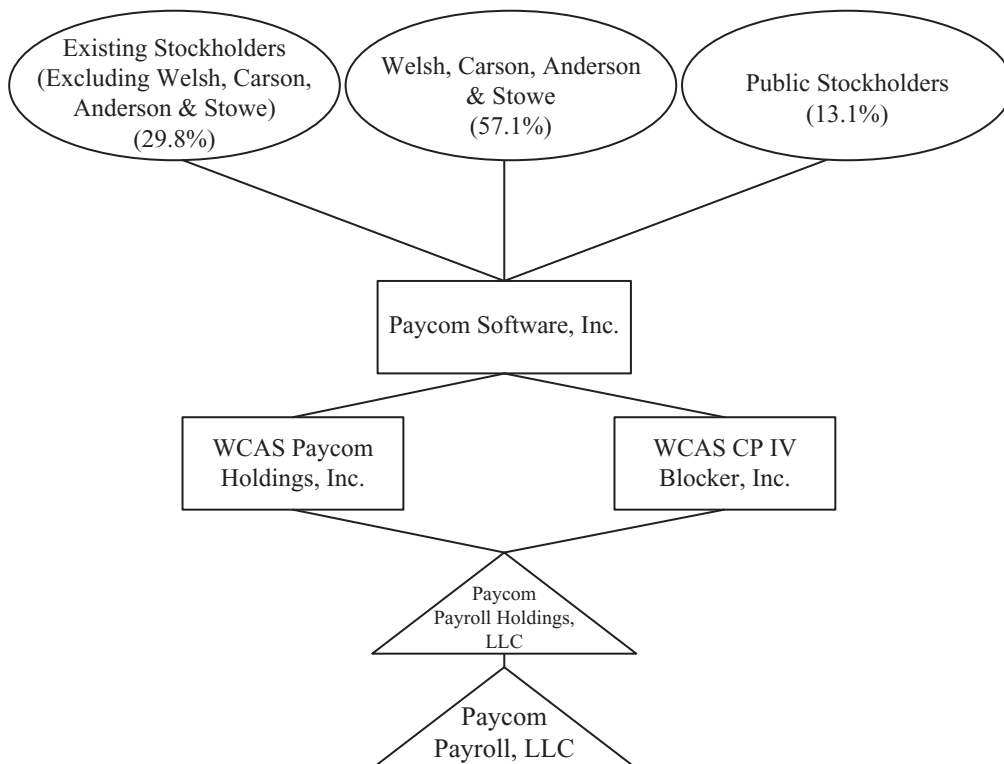 Existing Stockholders
(Excluding Welsh, Carson,
Anderson & Stowe)
(29.8%)
Welsh, Carson, Anderson
& Stowe
(57.1%)
Public Stockholders
(13.1%)
Paycom Software, Inc.
WCAS Paycom
Holdings, Inc.
WCAS CP IV
Blocker, Inc.
Paycom
Payroll Holdings,
LLC
Paycom
Payroll, LLC